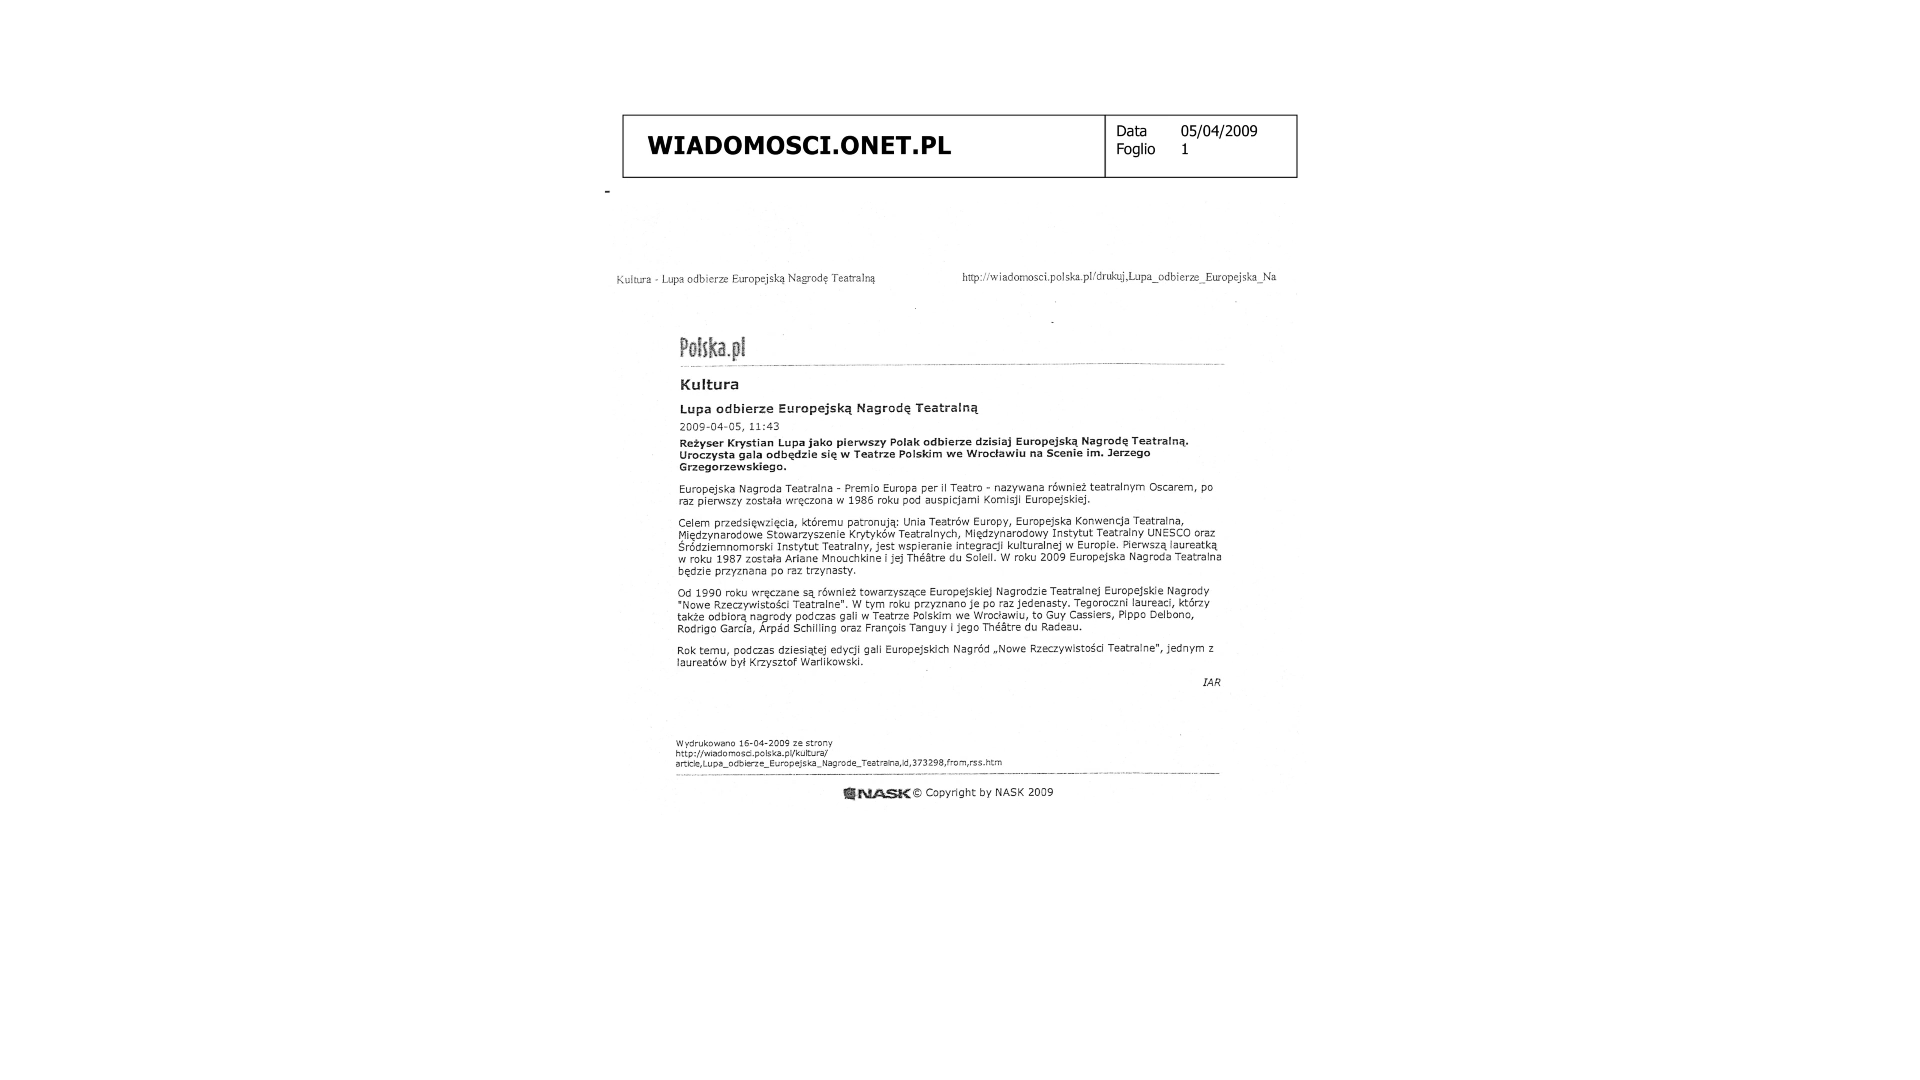 WIADOMOSCI.ONET.PL
Data 05/04/2009
Foglio 1
-
Kultura - Lupa odbierze Europejską Nagrodę Teatralną
http://wiadomosci.polska.pl/drukuj,Lupa_odbierze_Europejska_Na
Polska.pl
Kultura
Lupa odbierze Europejską Nagrodę Teatralną
2009-04-05, 11:43
Reżyser Krystian Lupa jako pierwszy Polak odbierze dzisiaj Europejską Nagrodę Teatralną.
Uroczysta gala odbędzie się w Teatrze Polskim we Wrocławiu na Scenie im. Jerzego
Grzegorzewskiego.
Europejska Nagroda Teatralna - Premio Europa per il Teatro - nazywana również teatralnym Oscarem, po
raz pierwszy została wręczona w 1986 roku pod auspicjami Komisji Europejskiej.
Celem przedsięwzięcia, któremu patronują: Unia Teatrów Europy, Europejska Konwencja Teatralna,
Międzynarodowe Stowarzyszenie Krytyków Teatralnych, Międzynarodowy Instytut Teatralny UNESCO oraz
Śródziemnomorski Instytut Teatralny, jest wspieranie integracji kulturalnej w Europie. Pierwszą laureatką
w roku 1987 została Ariane Mnouchkine i jej Théâtre du Soleil. W roku 2009 Europejska Nagroda Teatralna
będzie przyznana po raz trzynasty.
Od 1990 roku wręczane są również towarzyszące Europejskiej Nagrodzie Teatralnej Europejskie Nagrody
"Nowe Rzeczywistości Teatralne". W tym roku przyznano je po raz jedenasty. Tegoroczni laureaci, którzy
także odbiorą nagrody podczas gali w Teatrze Polskim we Wrocławiu, to Guy Cassiers, Pippo Delbono,
Rodrigo García, Árpád Schilling oraz François Tanguy i jego Théâtre du Radeau.
Rok temu, podczas dziesiątej edycji gali Europejskich Nagród „Nowe Rzeczywistości Teatralne", jednym z
laureatów był Krzysztof Warlikowski.
IAR
Wydrukowano 16-04-2009 ze strony
http://wiadomosci.polska.pl/kultura/
article,Lupa_odbierze_Europejska_Nagrode_Teatralna,id,373298,from,rss.htm
NASK © Copyright by NASK 2009